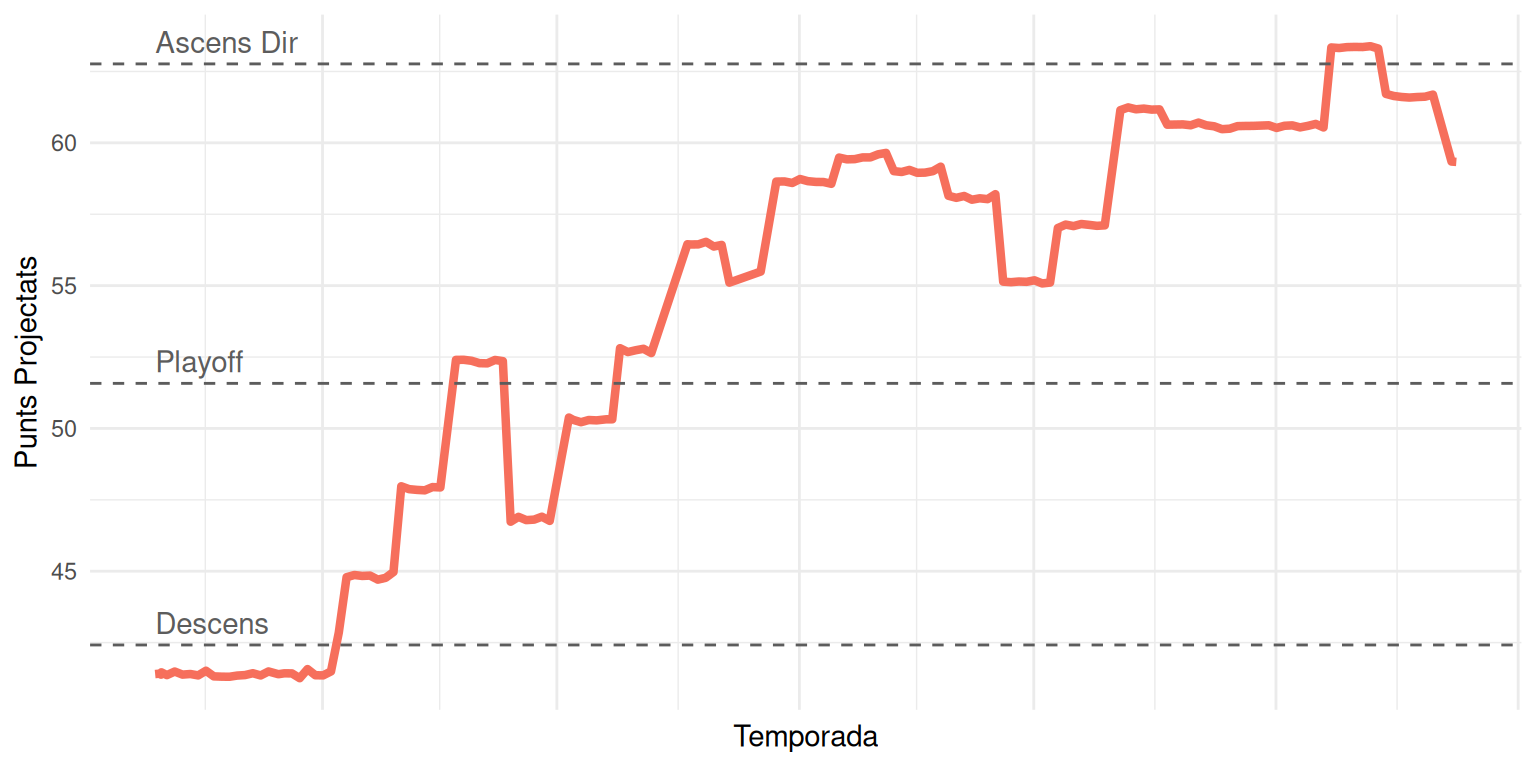 Ascens Dir
60
55
Playoff
50
45
Descens
Punts Projectats
Temporada